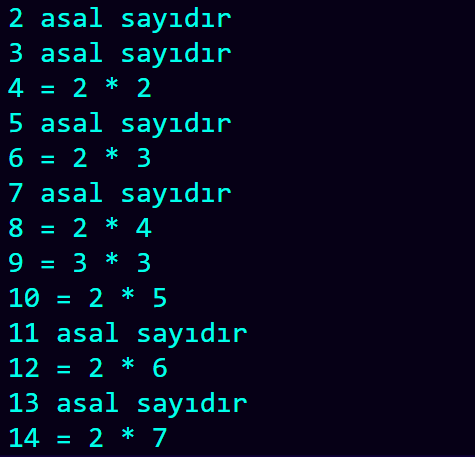 2 asal sayıdır
3 asal sayıdır
4 = 2 * 2
5 asal sayıdır
6 = 2 * 3
7 asal sayıdır
8 = 2 * 4
9 = 3 * 3
10 = 2 * 5
11 asal sayıdır
12 = 2 * 6
13 asal sayıdır
14 = 2 * 7